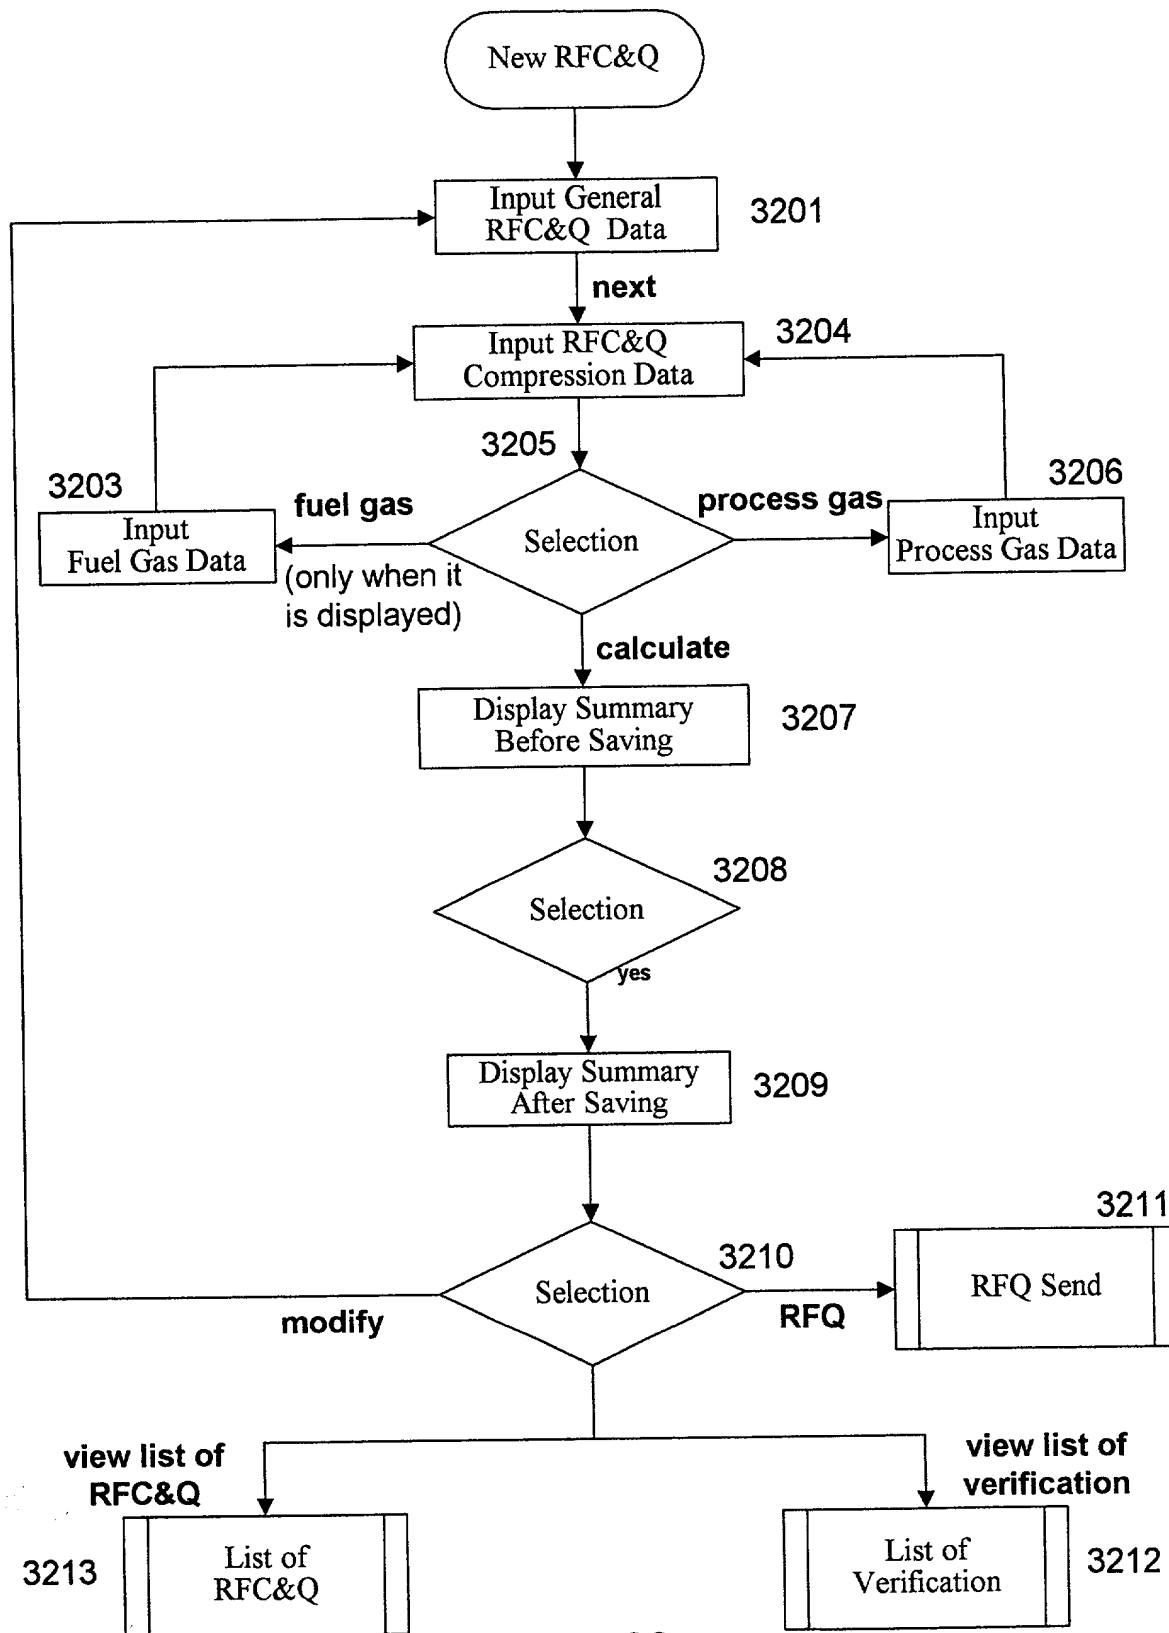 New RFC&Q
Input General
RFC&Q Data
3201
next
Input RFC&Q
Compression Data
3204
3205
3203
fuel gas
process gas
3206
Input
Fuel Gas Data
Selection
Input
Process Gas Data
(only when it
is displayed)
calculate
Display Summary
Before Saving
3207
3208
Selection
yes
Display Summary
After Saving
3209
3211
3210
Selection
RFQ Send
modify
RFQ
view list of
RFC&Q
view list of
verification
3213
List of
RFC&Q
List of
Verification
3212